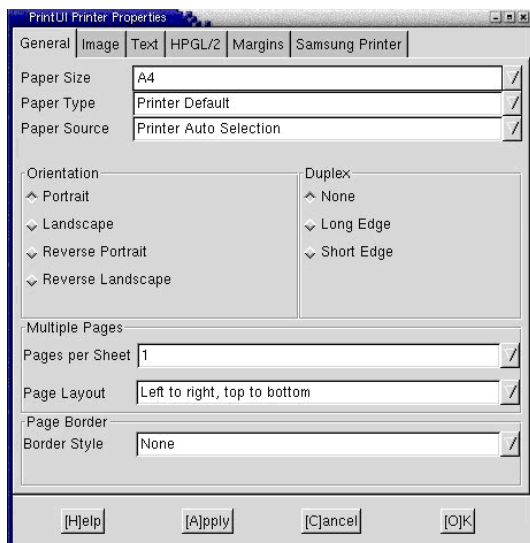 PrintUI Printer Properties
General Image Text HPGL/2 Margins Samsung Printer
Paper Size A4
Paper Type Printer Default
Paper Source Printer Auto Selection
Orientation
Portrait
Landscape
Reverse Portrait
Reverse Landscape
Duplex
None
Long Edge
Short Edge
Multiple Pages
Pages per Sheet 1
Page Layout Left to right, top to bottom
Page Border
Border Style None
[H]elp [A]pply [C]ancel [O]K